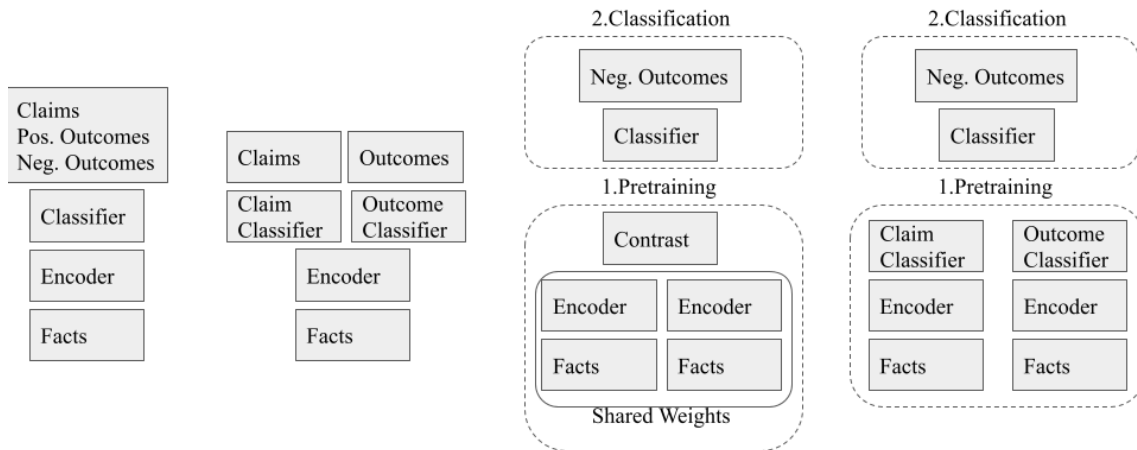 Claims
Pos. Outcomes
Neg. Outcomes
Classifier
Encoder
Facts
Claims
Outcomes
Claim
Classifier
Outcome
Classifier
Encoder
Facts
2.Classification
Neg. Outcomes
Classifier
1.Pretraining
Contrast
Encoder
Encoder
Facts
Facts
Shared Weights
2.Classification
Neg. Outcomes
Classifier
1.Pretraining
Claim
Classifier
Outcome
Classifier
Encoder
Encoder
Facts
Facts